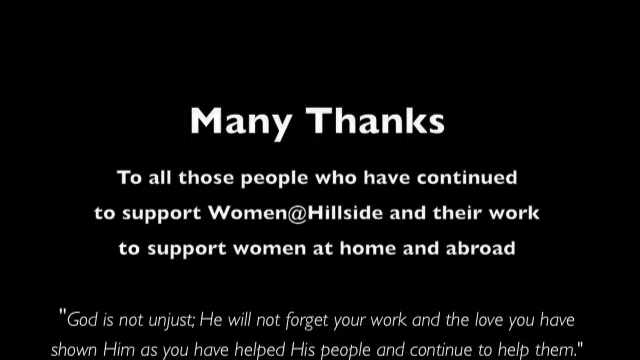 Many Thanks
To all those people who have continued
to support Women@Hillside and their work
to support women at home and abroad
"God is not unjust; He will not forget your work and the love you have
shown Him as you have helped His people and continue to help them."